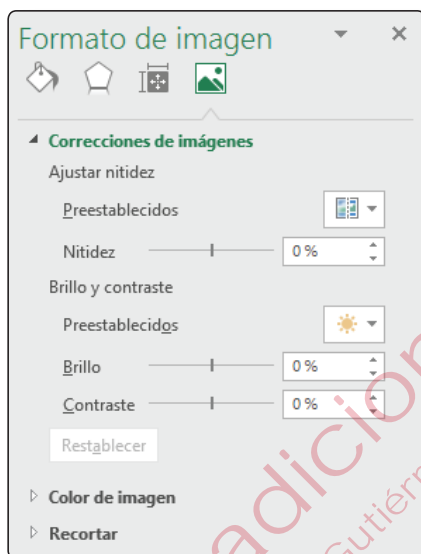 Formato de imagen
Correcciones de imágenes
Ajustar nitidez
Preestablecidos
Nitidez 0 %
Brillo y contraste
Preestablecidos
Brillo 0 %
Contraste 0 %
Restablecer
Color de imagen
Recortar